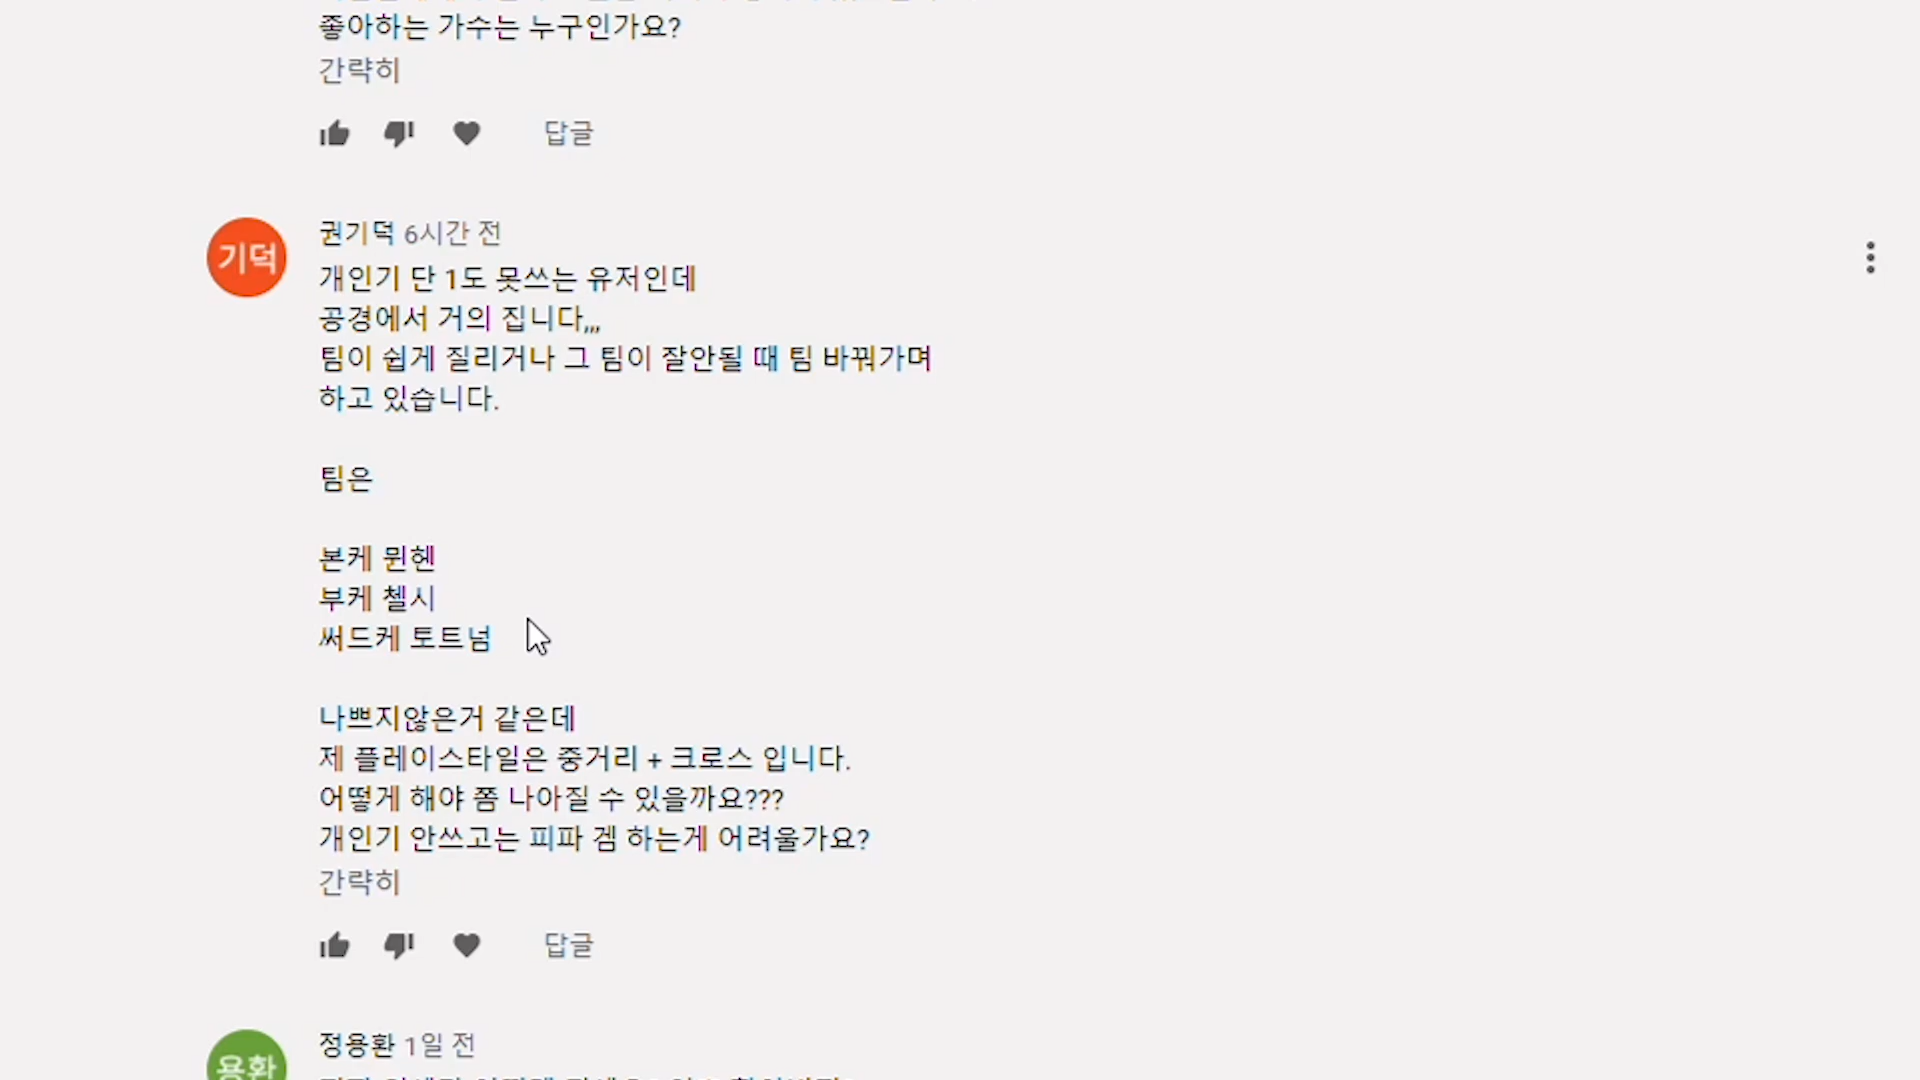 좋아하는 가수는 누구인가요?
간략히
답글
기덕
권기덕 6시간 전
개인기 단 1도 못쓰는 유저인데
공경에서 거의 집니다,,,
팀이 쉽게 질리거나 그 팀이 잘안될 때 팀 바꿔가며
하고 있습니다.
팀은
본케 뮌헨
부케 첼시
써드케 토트넘
나쁘지않은거 같은데
제 플레이스타일은 중거리 + 크로스 입니다.
어떻게 해야 쫌 나아질 수 있을까요???
개인기 안쓰고는 피파 겜 하는게 어려울가요?
간략히
답글
용환
정용환 1일 전